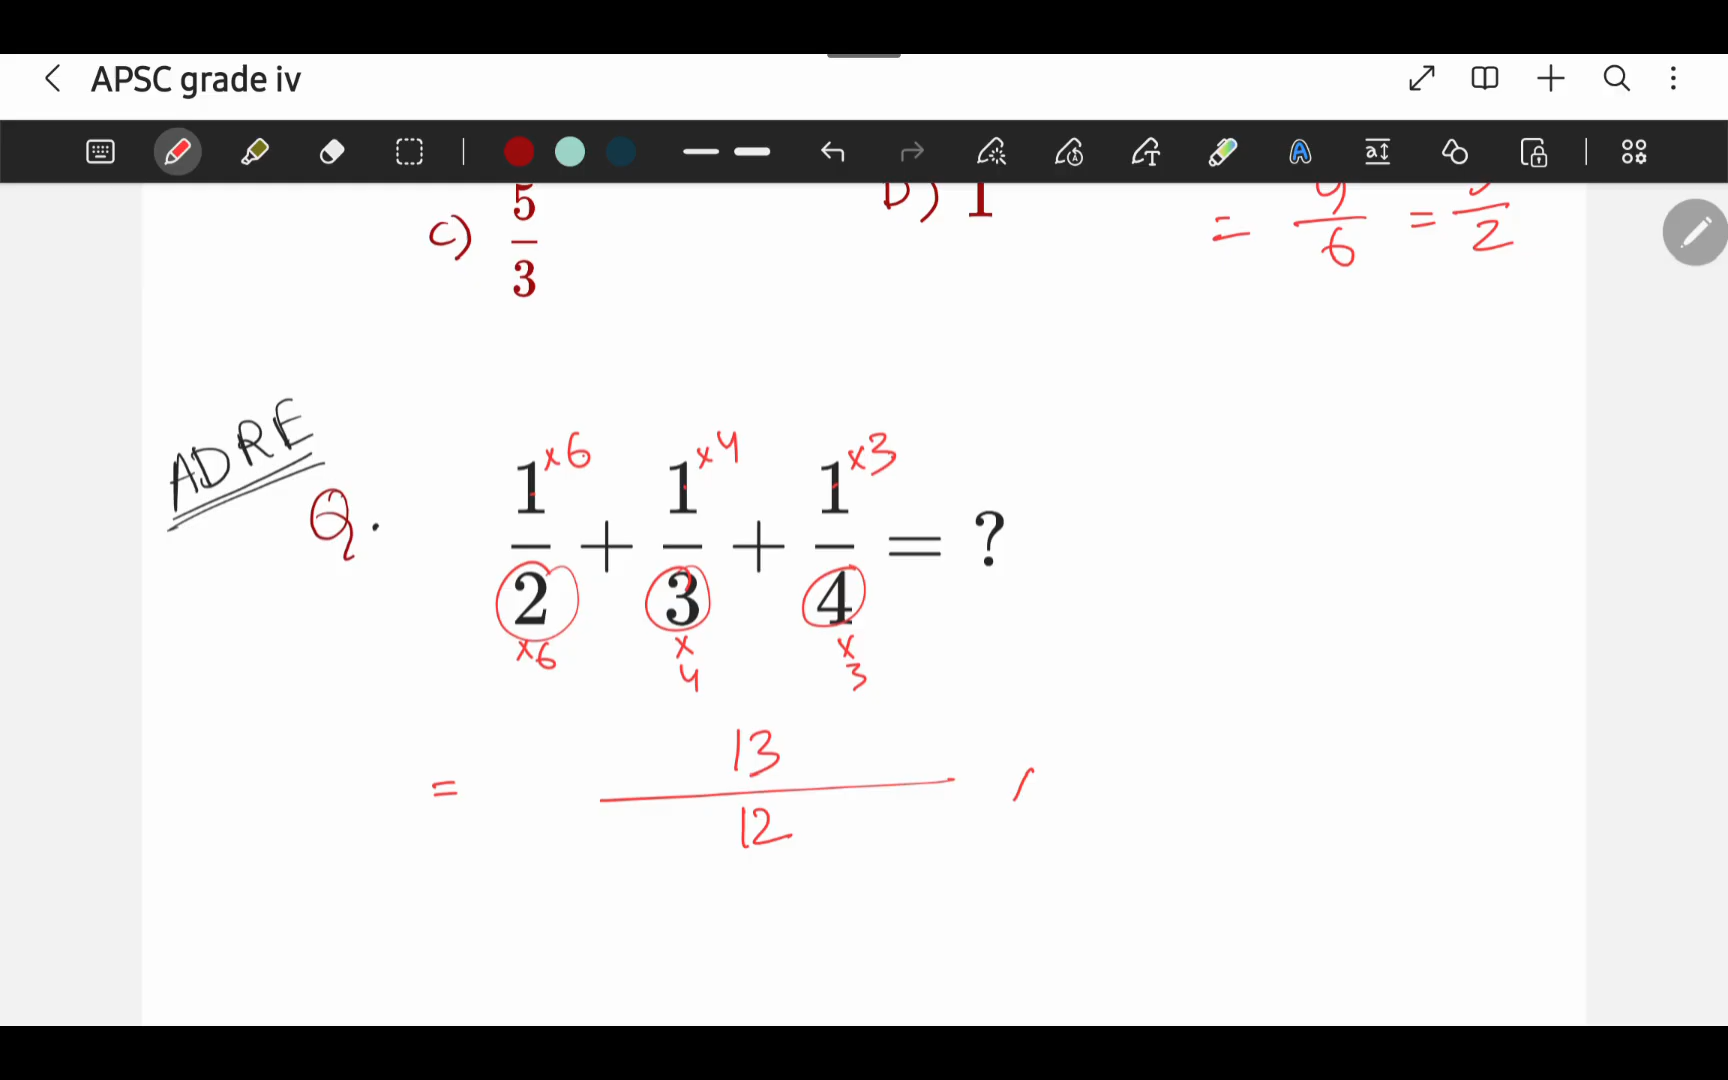 APSC grade iv
C) 5/3 D) 1 = 9/6 = /2
ADRE
Q. 1/2 + 1/3 + 1/4 = ?
×6 ×4 ×3
×6 ×4 ×3
= 13/12